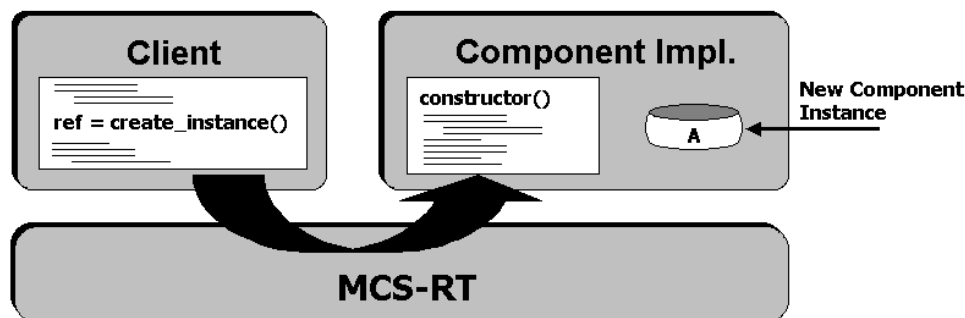 Client
ref = create_instance()
Component Impl.
constructor()
A
New Component
Instance
MCS-RT